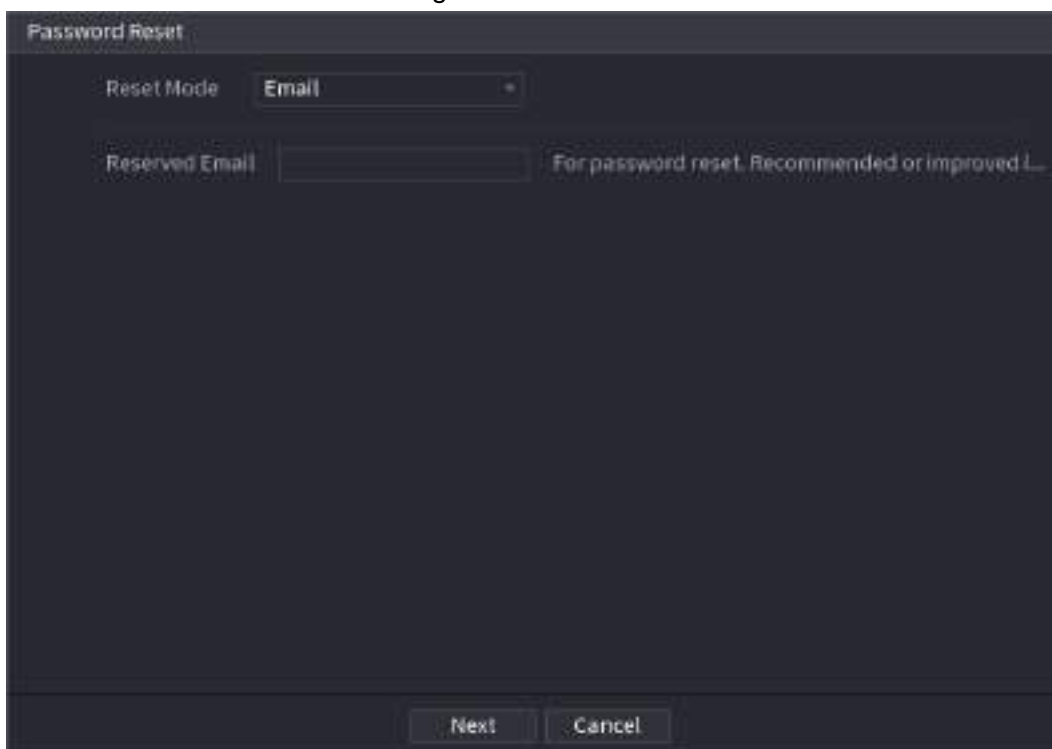 Password Reset
Reset Mode Email
Reserved Email For password reset. Recommended or improved i...
Next Cancel